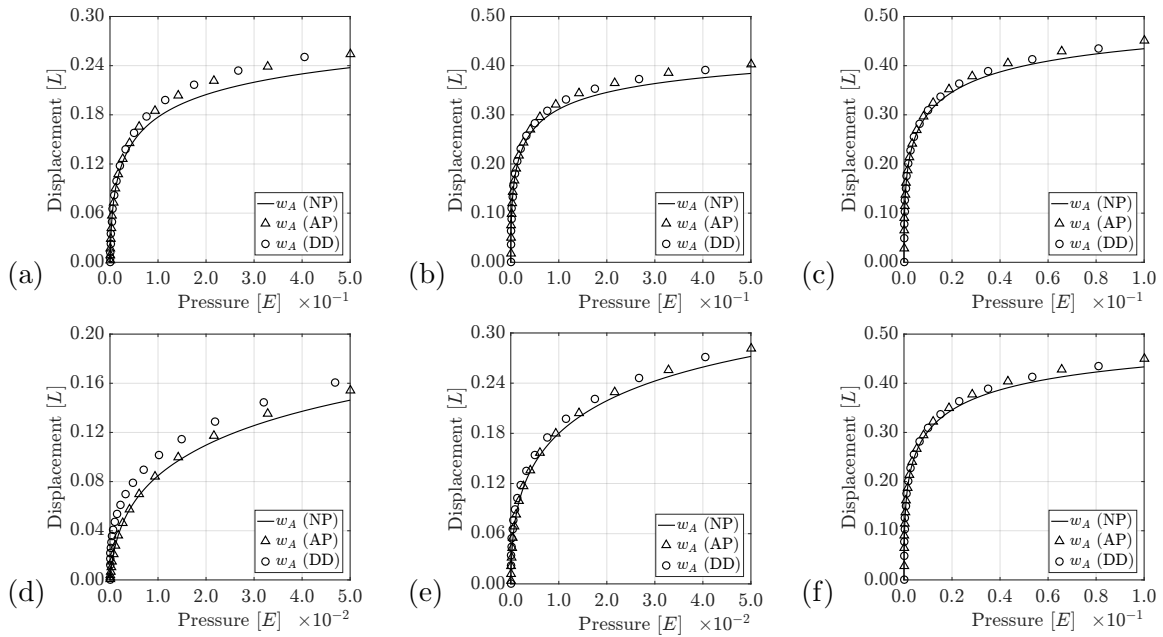 0.30
0.24
0.18
0.12
0.06
0.00
Displacement [L]
w_A (NP)
w_A (AP)
w_A (DD)
0.0 1.0 2.0 3.0 4.0 5.0
Pressure [E] ×10⁻¹
(a)
0.50
0.40
0.30
0.20
0.10
0.00
Displacement [L]
w_A (NP)
w_A (AP)
w_A (DD)
0.0 1.0 2.0 3.0 4.0 5.0
Pressure [E] ×10⁻¹
(b)
0.50
0.40
0.30
0.20
0.10
0.00
Displacement [L]
w_A (NP)
w_A (AP)
w_A (DD)
0.0 0.2 0.4 0.6 0.8 1.0
Pressure [E] ×10⁻¹
(c)
0.20
0.16
0.12
0.08
0.04
0.00
Displacement [L]
w_A (NP)
w_A (AP)
w_A (DD)
0.0 1.0 2.0 3.0 4.0 5.0
Pressure [E] ×10⁻²
(d)
0.30
0.24
0.18
0.12
0.06
0.00
Displacement [L]
w_A (NP)
w_A (AP)
w_A (DD)
0.0 1.0 2.0 3.0 4.0 5.0
Pressure [E] ×10⁻²
(e)
0.50
0.40
0.30
0.20
0.10
0.00
Displacement [L]
w_A (NP)
w_A (AP)
w_A (DD)
0.0 0.2 0.4 0.6 0.8 1.0
Pressure [E] ×10⁻¹
(f)